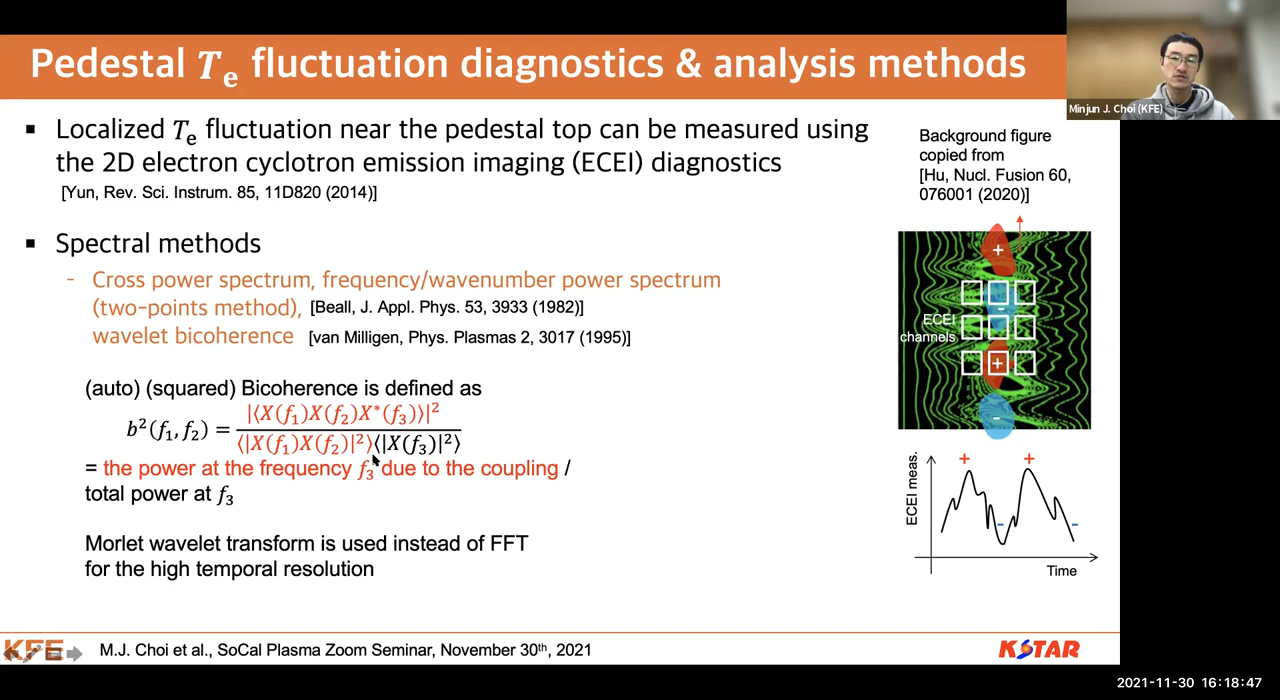 Pedestal Te fluctuation diagnostics & analysis methods
Minjun J. Choi (KFE)
▪ Localized Te fluctuation near the pedestal top can be measured using
the 2D electron cyclotron emission imaging (ECEI) diagnostics
[Yun, Rev. Sci. Instrum. 85, 11D820 (2014)]
▪ Spectral methods
- Cross power spectrum, frequency/wavenumber power spectrum
(two-points method), [Beall, J. Appl. Phys. 53, 3933 (1982)]
wavelet bicoherence [van Milligen, Phys. Plasmas 2, 3017 (1995)]
(auto) (squared) Bicoherence is defined as
b²(f₁, f₂) = |⟨X(f₁)X(f₂)X*(f₃)⟩|² / ⟨|X(f₁)X(f₂)|²⟩⟨|X(f₃)|²⟩
= the power at the frequency f₃ due to the coupling /
total power at f₃
Morlet wavelet transform is used instead of FFT
for the high temporal resolution
Background figure
copied from
[Hu, Nucl. Fusion 60,
076001 (2020)]
+
-
ECEI
channels
+
-
ECEI meas.
+ +
- -
Time
KFE
M.J. Choi et al., SoCal Plasma Zoom Seminar, November 30th, 2021
KSTAR
2021-11-30 16:18:47